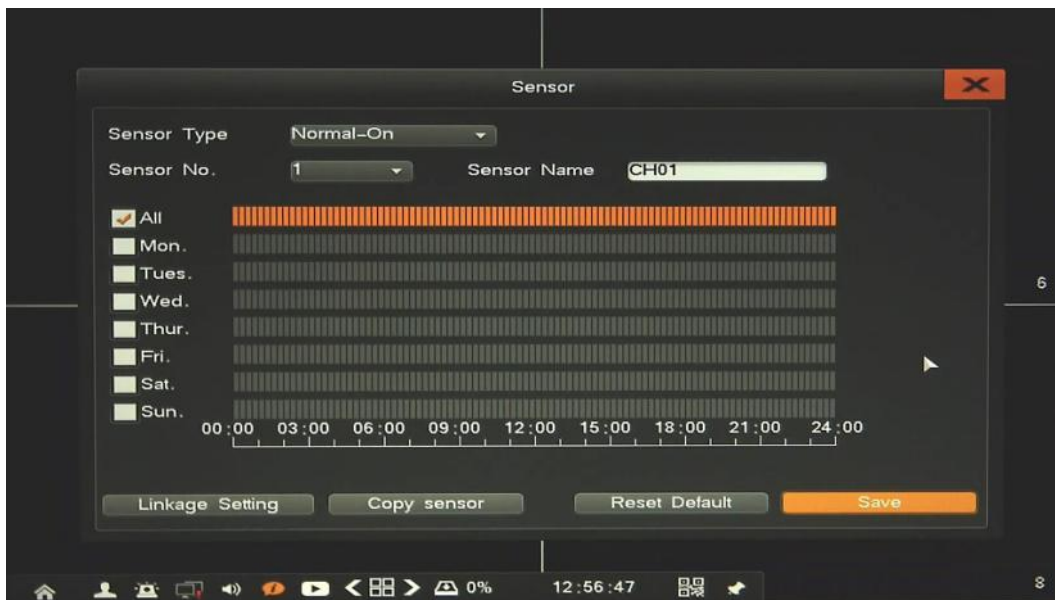 Sensor
Sensor Type Normal-On
Sensor No. 1 Sensor Name CH01
All
Mon.
Tues.
Wed.
Thur.
Fri.
Sat.
Sun.
00:00 03:00 06:00 09:00 12:00 15:00 18:00 21:00 24:00
Linkage Setting Copy sensor Reset Default Save
6
0% 12:56:47
8